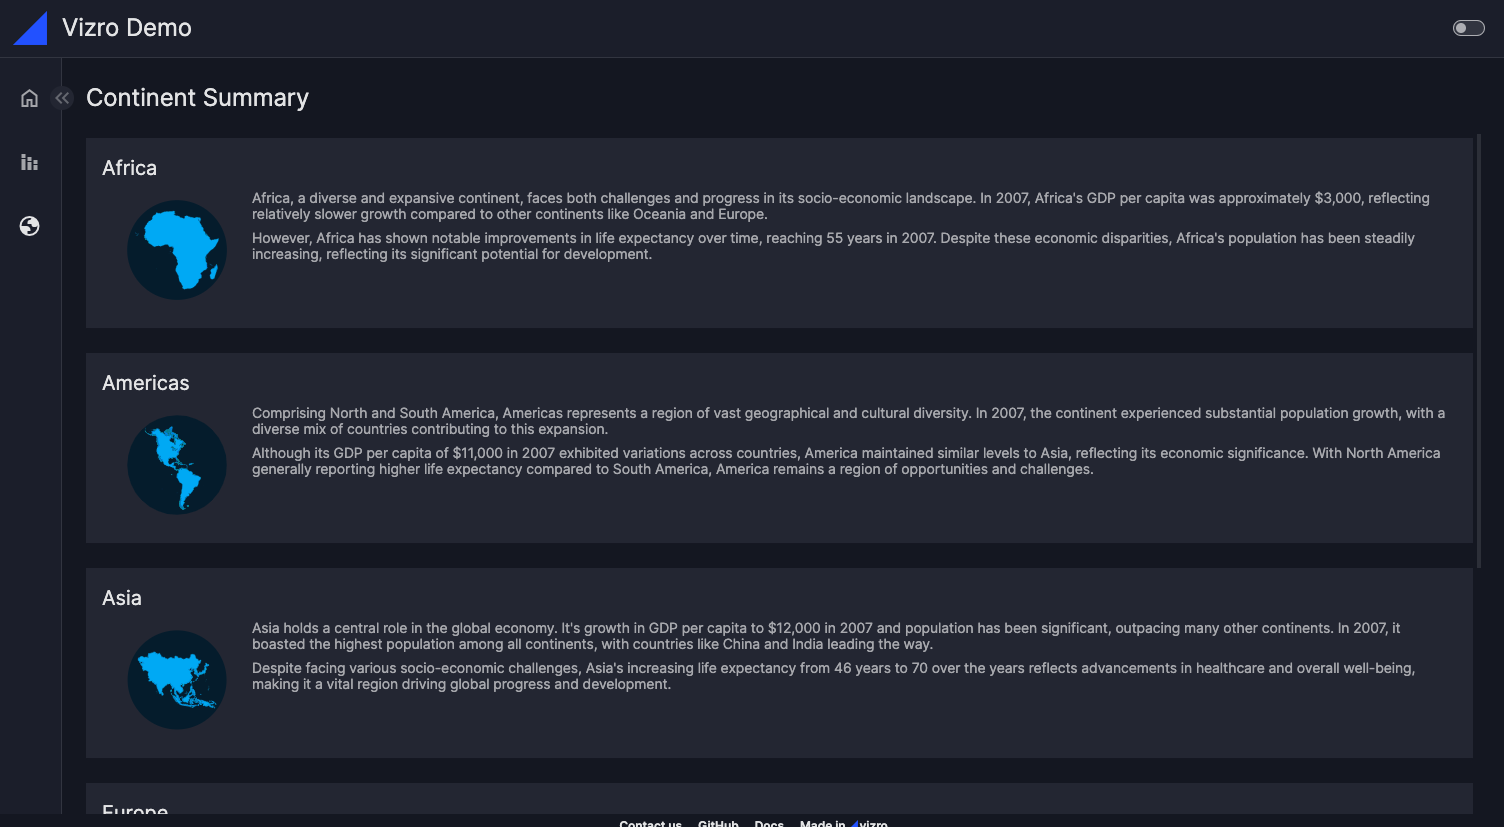 Vizro Demo
Continent Summary
Africa
Africa, a diverse and expansive continent, faces both challenges and progress in its socio-economic landscape. In 2007, Africa's GDP per capita was approximately $3,000, reflecting
relatively slower growth compared to other continents like Oceania and Europe.
However, Africa has shown notable improvements in life expectancy over time, reaching 55 years in 2007. Despite these economic disparities, Africa's population has been steadily
increasing, reflecting its significant potential for development.
Americas
Comprising North and South America, Americas represents a region of vast geographical and cultural diversity. In 2007, the continent experienced substantial population growth, with a
diverse mix of countries contributing to this expansion.
Although its GDP per capita of $11,000 in 2007 exhibited variations across countries, America maintained similar levels to Asia, reflecting its economic significance. With North America
generally reporting higher life expectancy compared to South America, America remains a region of opportunities and challenges.
Asia
Asia holds a central role in the global economy. It's growth in GDP per capita to $12,000 in 2007 and population has been significant, outpacing many other continents. In 2007, it
boasted the highest population among all continents, with countries like China and India leading the way.
Despite facing various socio-economic challenges, Asia's increasing life expectancy from 46 years to 70 over the years reflects advancements in healthcare and overall well-being,
making it a vital region driving global progress and development.
Europe
Contact us GitHub Docs Made in vizro